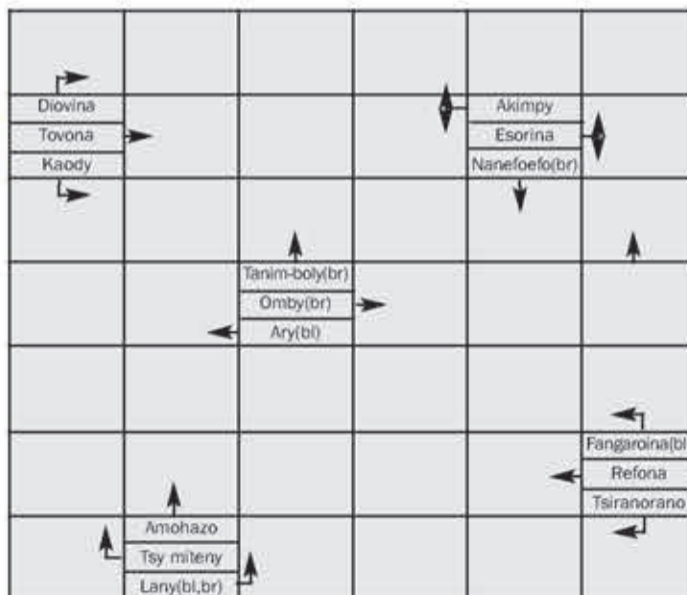 Diovina
Tovona
Kaody
Akimpy
Esorina
Nanefoefo(br)
Tanim-boly(br)
Omby(br)
Ary(bl)
Fangaroina(bl
Refona
Tsiranorano
Amohazo
Tsy miteny
Lany(bl,br)